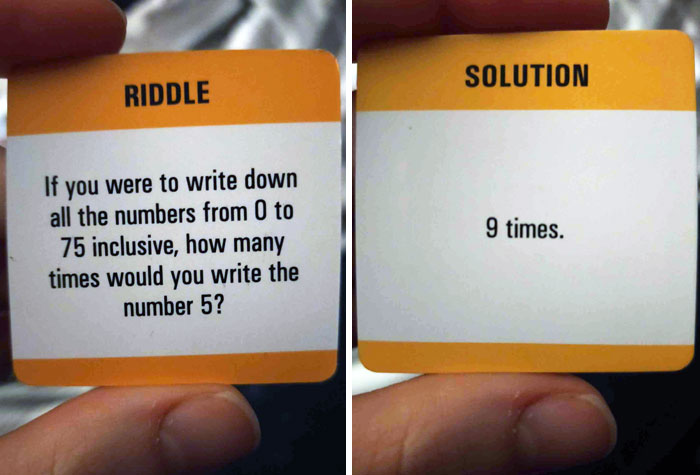 RIDDLE
If you were to write down
all the numbers from 0 to
75 inclusive, how many
times would you write the
number 5?
SOLUTION
9 times.